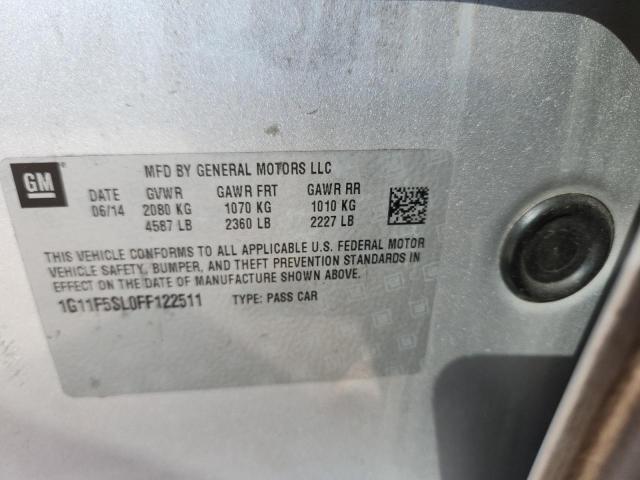 GM
MFD BY GENERAL MOTORS LLC
DATE GVWR GAWR FRT GAWR RR
06/14 2080 KG 1070 KG 1010 KG
4587 LB 2360 LB 2227 LB
THIS VEHICLE CONFORMS TO ALL APPLICABLE U.S. FEDERAL MOTOR
VEHICLE SAFETY, BUMPER, AND THEFT PREVENTION STANDARDS IN
EFFECT ON THE DATE OF MANUFACTURE SHOWN ABOVE.
1G11F5SL0FF122511 TYPE: PASS CAR